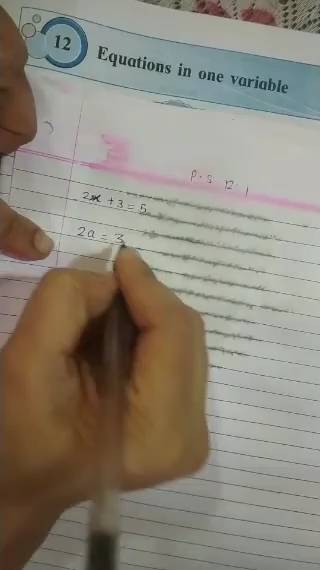 12 Equations in one variable
P. S 12.1
2x + 3 = 5
2a = 3